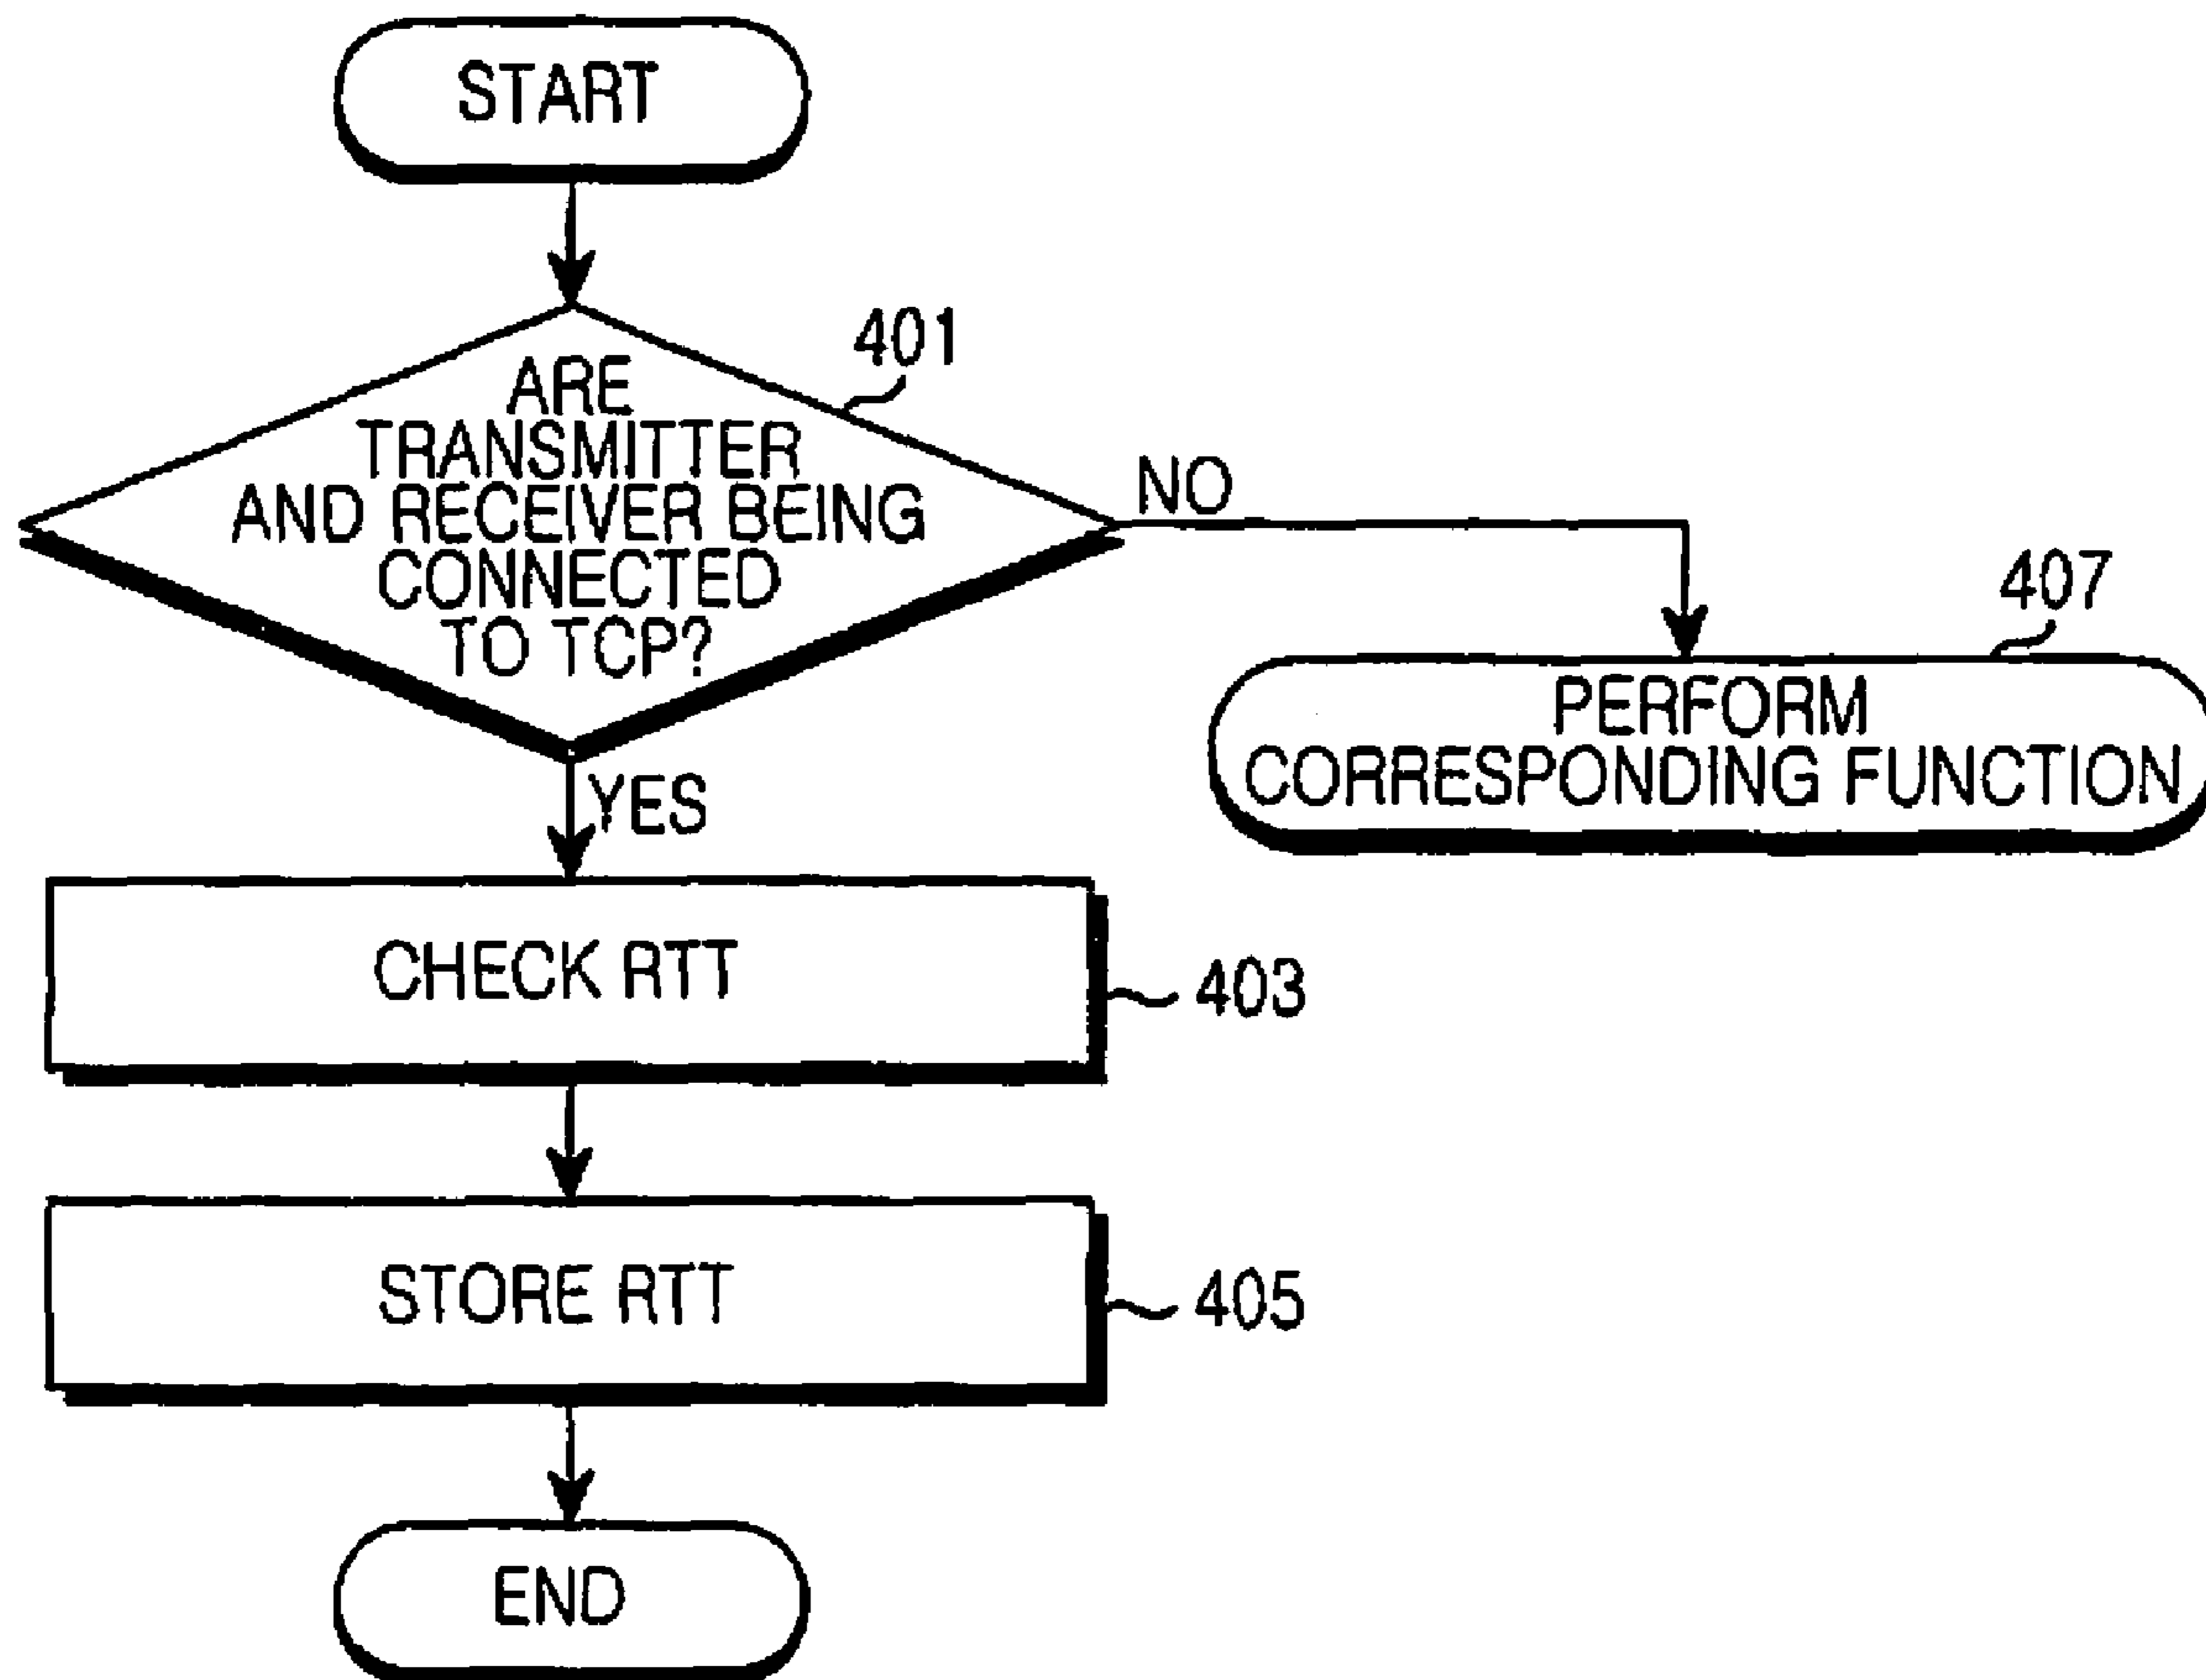 START
401
ARE
TRANSMITTER
AND RECEIVER BEING
CONNECTED
TO TCP?
NO
407
PERFORM
CORRESPONDING FUNCTION
YES
CHECK RTT
403
STORE RTT
405
END